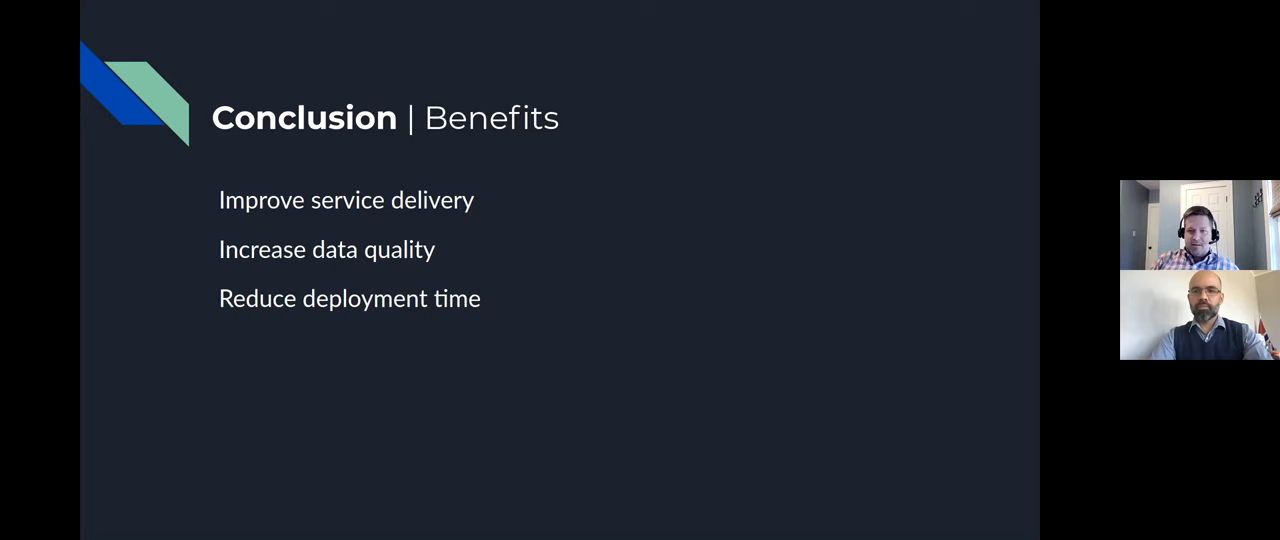 Conclusion | Benefits
Improve service delivery
Increase data quality
Reduce deployment time